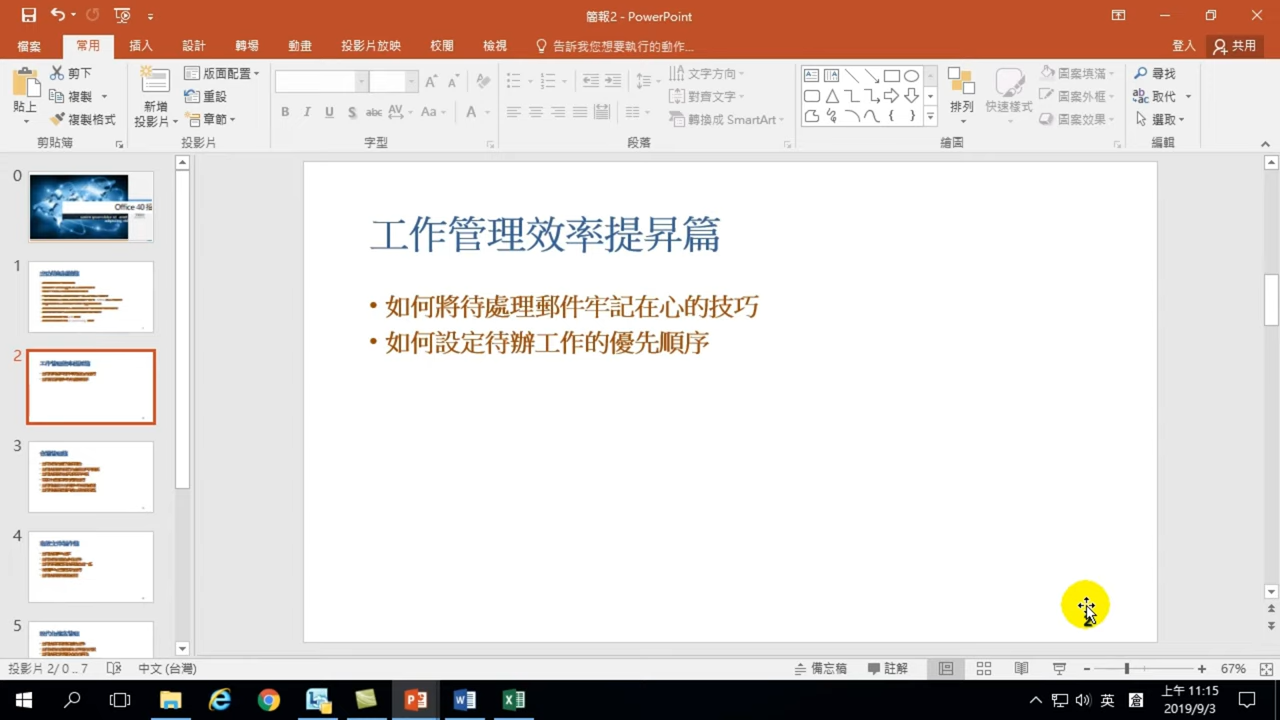 簡報2 - PowerPoint
檔案 常用 插入 設計 轉場 動畫 投影片放映 校閱 檢視 告訴我您想要執行的動作... 登入 共用
貼上 剪下 複製 複製格式 剪貼簿
新增投影片 版面配置 重設 章節 投影片
B I U S abc AV Aa A 字型
文字方向 對齊文字 轉換成 SmartArt 段落
排列 快速樣式 圖案填滿 圖案外框 圖案效果 繪圖
尋找 取代 選取 編輯
0
Office 40
1
2
3
4
5
工作管理效率提昇篇
• 如何將待處理郵件牢記在心的技巧
• 如何設定待辦工作的優先順序
2
投影片 2/ 0 .. 7 中文 (台灣) 備忘稿 註解 67%
英 上午 11:15
2019/9/3